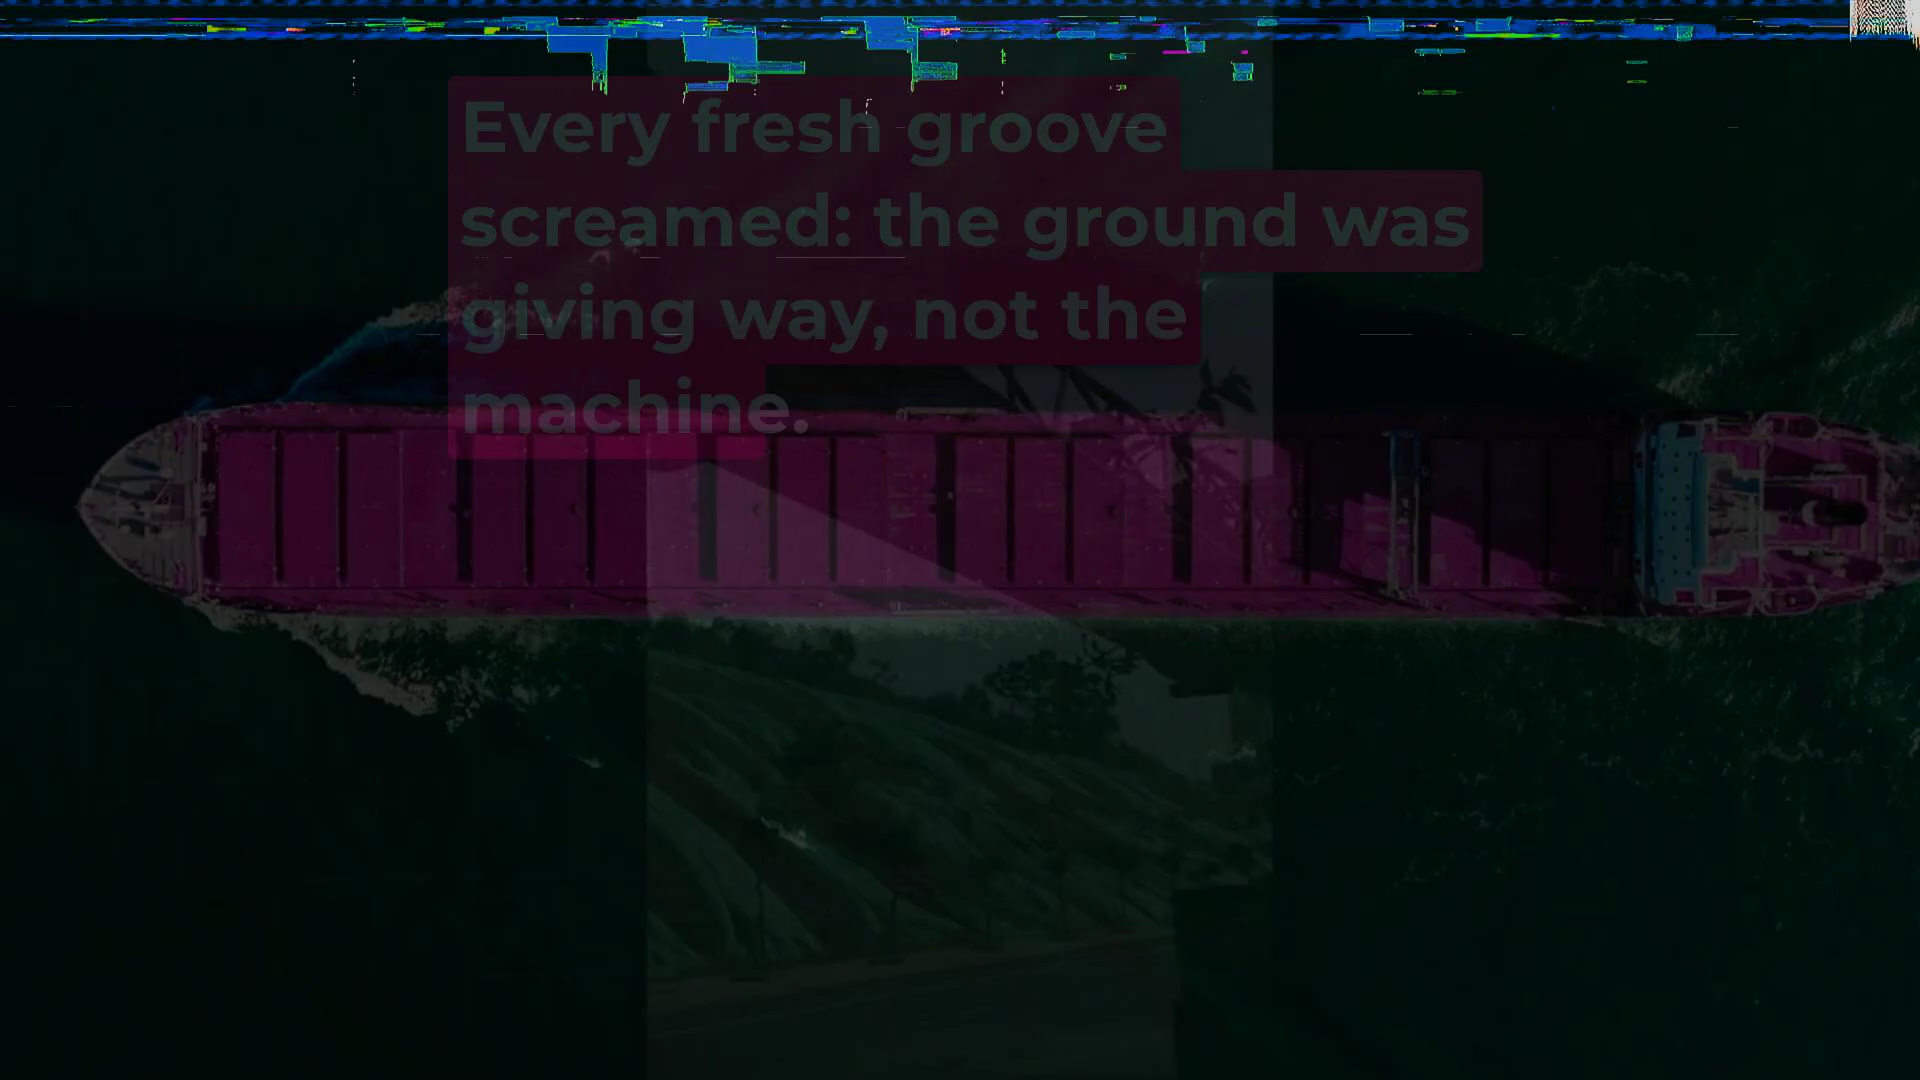 Every fresh groove
screamed: the ground was
giving way, not the
machine.